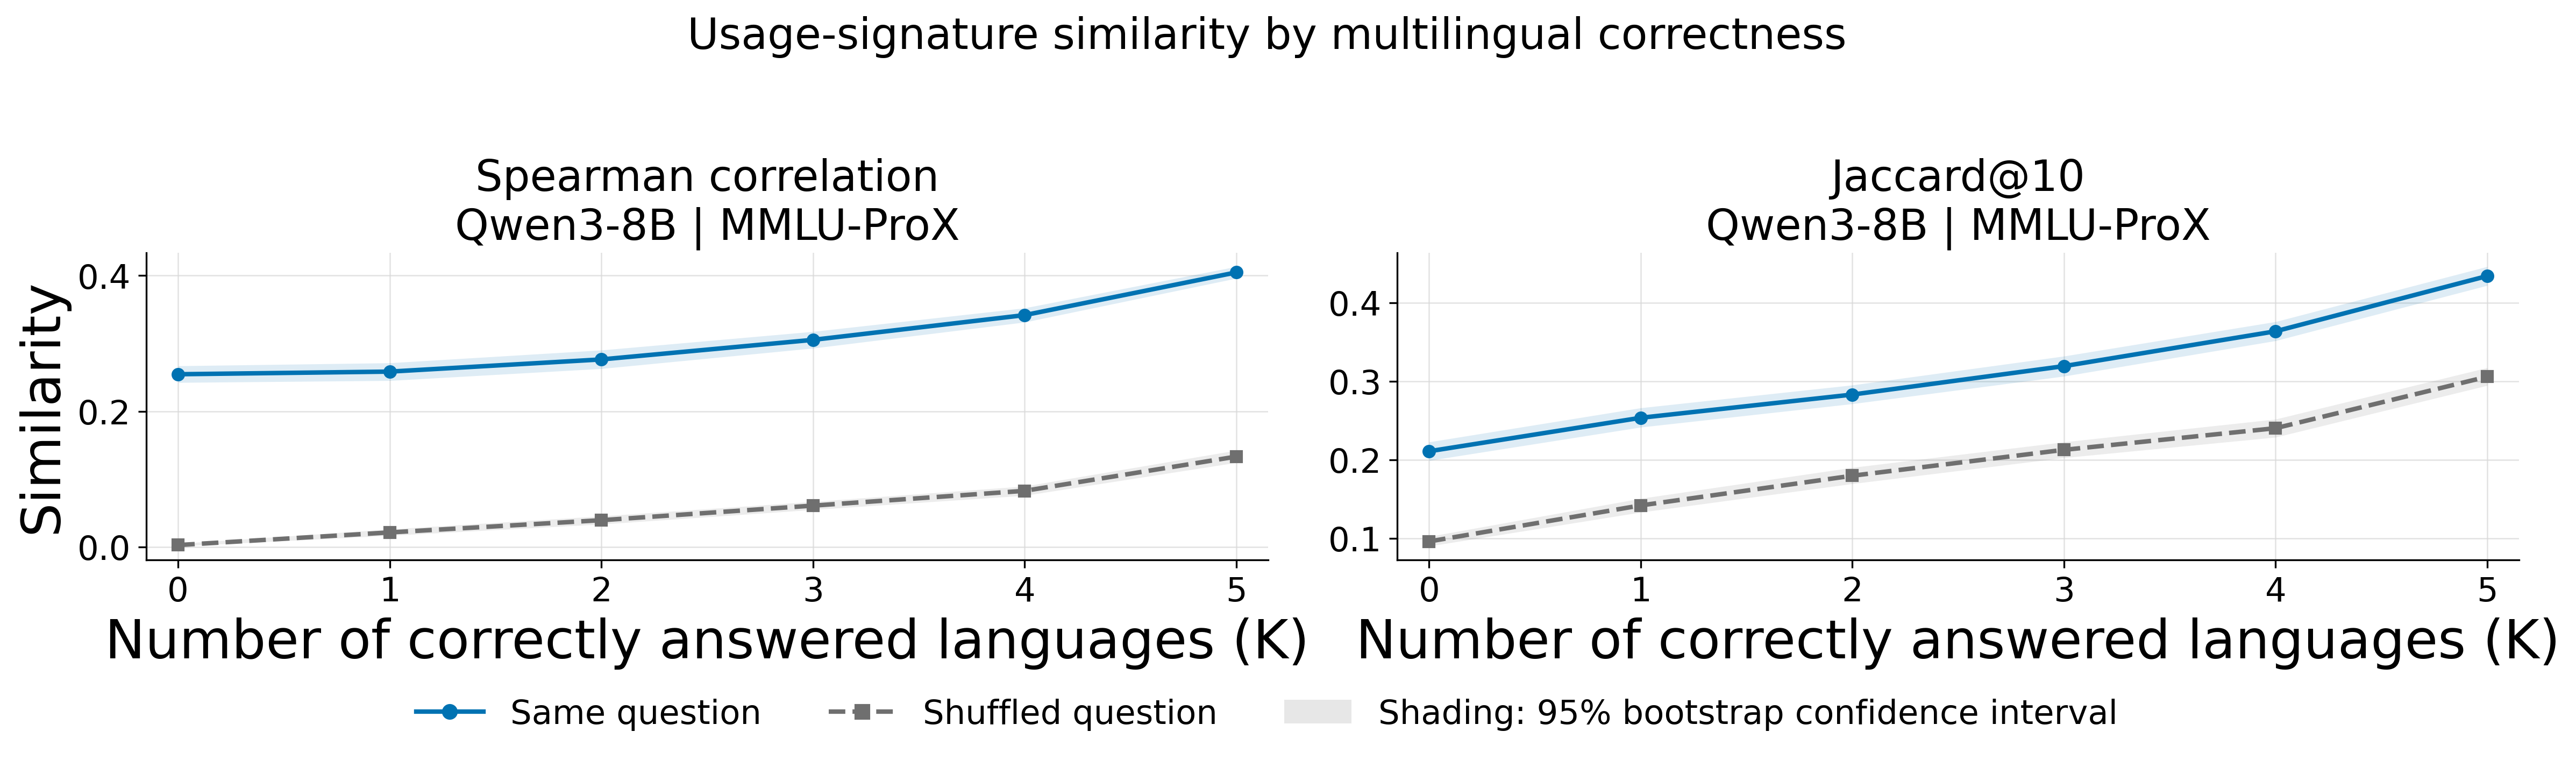 Usage-signature similarity by multilingual correctness
Spearman correlation
Qwen3-8B | MMLU-ProX
Similarity
0.4
0.2
0.0
0 1 2 3 4 5
Number of correctly answered languages (K)
Jaccard@10
Qwen3-8B | MMLU-ProX
0.4
0.3
0.2
0.1
0 1 2 3 4 5
Number of correctly answered languages (K)
Same question Shuffled question Shading: 95% bootstrap confidence interval